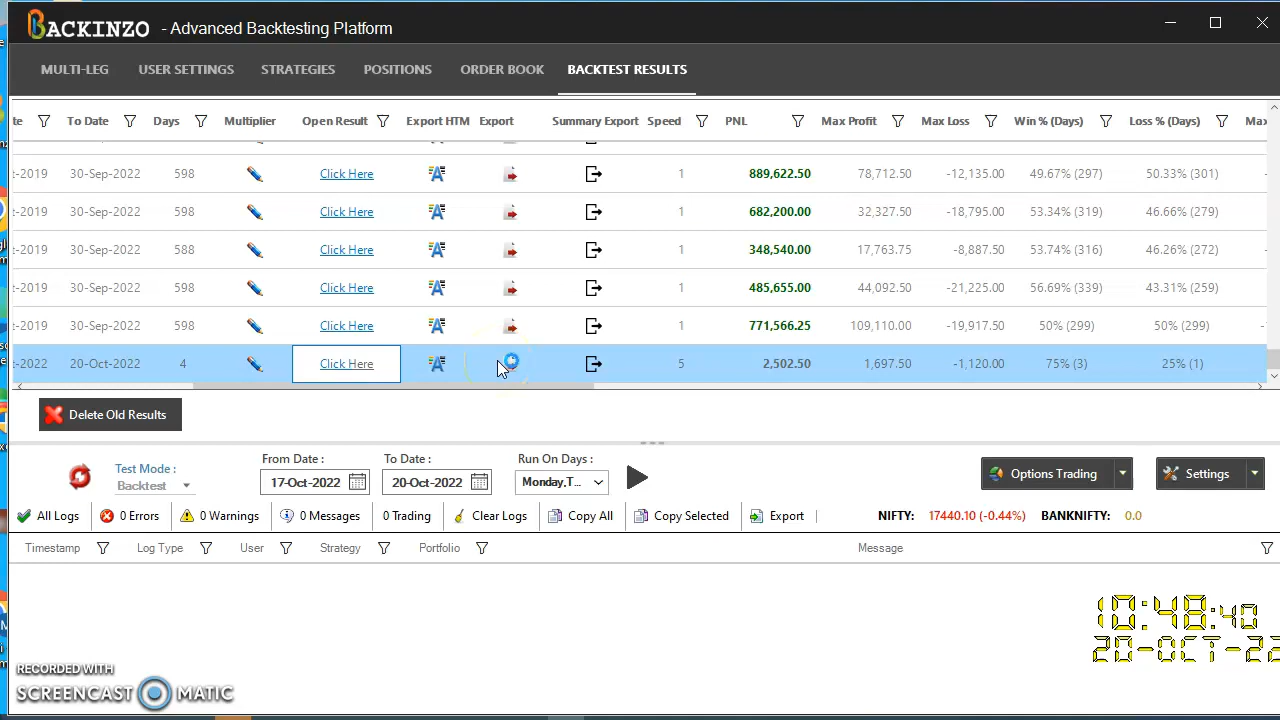 BACKINZO - Advanced Backtesting Platform
MULTI-LEG USER SETTINGS STRATEGIES POSITIONS ORDER BOOK BACKTEST RESULTS
te To Date Days Multiplier Open Result Export HTM Export Summary Export Speed PNL Max Profit Max Loss Win % (Days) Loss % (Days) Max
t-2019 30-Sep-2022 598 Click Here 1 889,622.50 78,712.50 -12,135.00 49.67% (297) 50.33% (301)
t-2019 30-Sep-2022 598 Click Here 1 682,200.00 32,327.50 -18,795.00 53.34% (319) 46.66% (279)
t-2019 30-Sep-2022 588 Click Here 1 348,540.00 17,763.75 -8,887.50 53.74% (316) 46.26% (272)
t-2019 30-Sep-2022 598 Click Here 1 485,655.00 44,092.50 -21,225.00 56.69% (339) 43.31% (259)
t-2019 30-Sep-2022 598 Click Here 1 771,566.25 109,110.00 -19,917.50 50% (299) 50% (299)
t-2022 20-Oct-2022 4 Click Here 5 2,502.50 1,697.50 -1,120.00 75% (3) 25% (1)
Delete Old Results
Test Mode : From Date : To Date : Run On Days :
Backtest 17-Oct-2022 20-Oct-2022 Monday,T... Options Trading Settings
All Logs 0 Errors 0 Warnings 0 Messages 0 Trading Clear Logs Copy All Copy Selected Export NIFTY: 17440.10 (-0.44%) BANKNIFTY: 0.0
Timestamp Log Type User Strategy Portfolio Message
10:48:40
20-OCT-22
RECORDED WITH
SCREENCAST MATIC